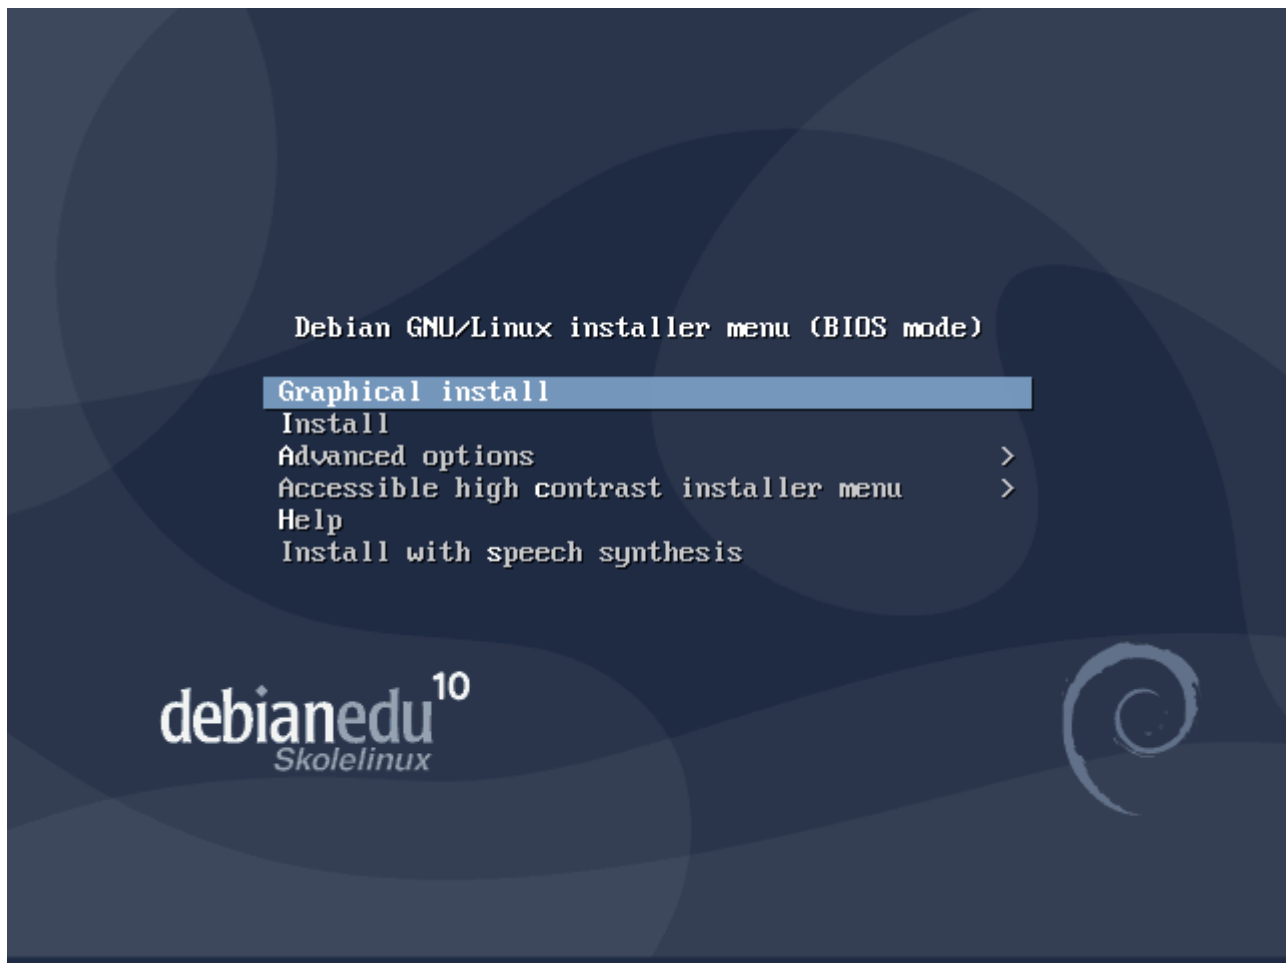 Debian GNU/Linux installer menu (BIOS mode)
Graphical install
Install
Advanced options >
Accessible high contrast installer menu >
Help
Install with speech synthesis
debianedu 10
Skolelinux